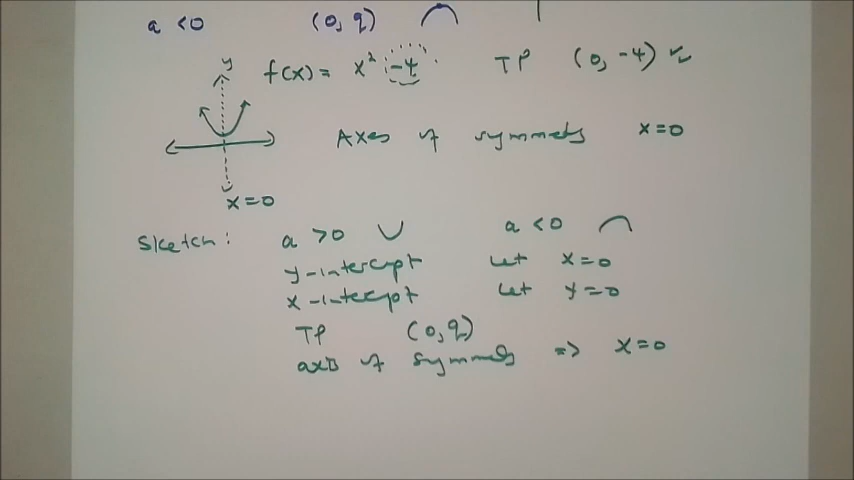 a <0 (0, q)
y f(x) = x² -4 TP (0, -4)
Axes of symmetry x=0
x=0
Sketch: a >0 a <0
y-intercept Let x=0
x-intercept Let y=0
TP (0, q)
axis of symmetry => x=0